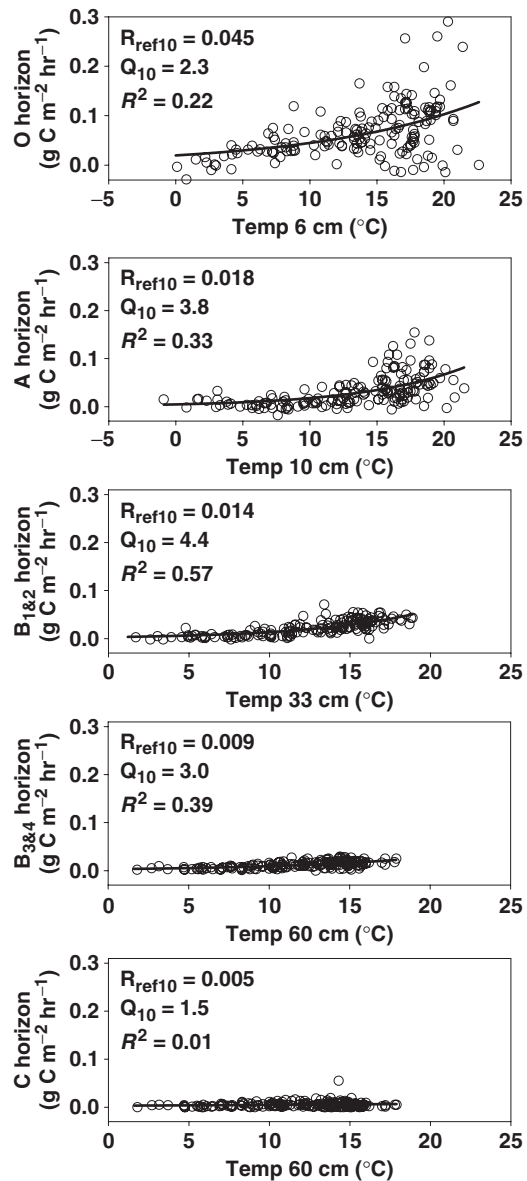 O horizon
(g C m⁻² hr⁻¹)
0.3
0.2
0.1
0.0
R_ref10 = 0.045
Q_10 = 2.3
R² = 0.22
−5 0 5 10 15 20 25
Temp 6 cm (°C)
A horizon
(g C m⁻² hr⁻¹)
0.3
0.2
0.1
0.0
R_ref10 = 0.018
Q_10 = 3.8
R² = 0.33
−5 0 5 10 15 20 25
Temp 10 cm (°C)
B_1&2 horizon
(g C m⁻² hr⁻¹)
0.3
0.2
0.1
0.0
R_ref10 = 0.014
Q_10 = 4.4
R² = 0.57
0 5 10 15 20 25
Temp 33 cm (°C)
B_3&4 horizon
(g C m⁻² hr⁻¹)
0.3
0.2
0.1
0.0
R_ref10 = 0.009
Q_10 = 3.0
R² = 0.39
0 5 10 15 20 25
Temp 60 cm (°C)
C horizon
(g C m⁻² hr⁻¹)
0.3
0.2
0.1
0.0
R_ref10 = 0.005
Q_10 = 1.5
R² = 0.01
0 5 10 15 20 25
Temp 60 cm (°C)